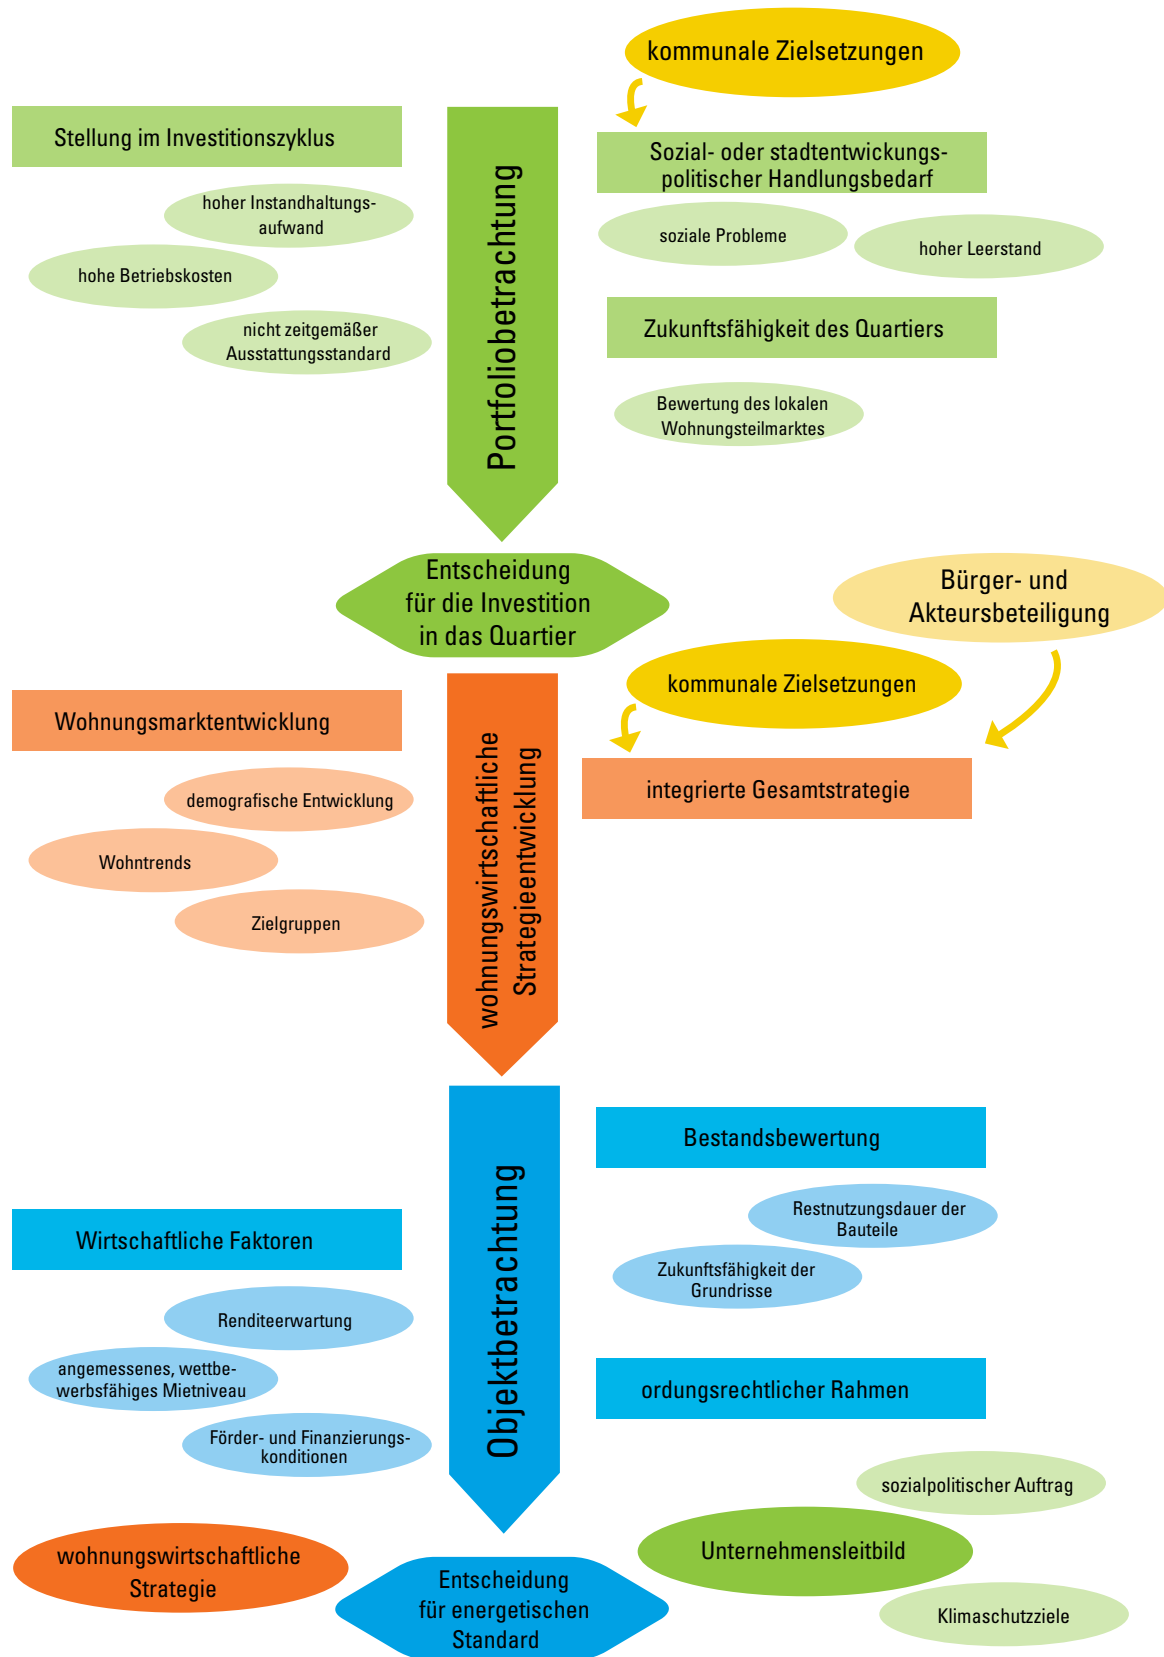 kommunale Zielsetzungen
Stellung im Investitionszyklus
hoher Instandhaltungs-
aufwand
hohe Betriebskosten
nicht zeitgemäßer
Ausstattungsstandard
Portfoliobetrachtung
Sozial- oder stadtentwickungs-
politischer Handlungsbedarf
soziale Probleme
hoher Leerstand
Zukunftsfähigkeit des Quartiers
Bewertung des lokalen
Wohnungsteilmarktes
Entscheidung
für die Investition
in das Quartier
Bürger- und
Akteursbeteiligung
kommunale Zielsetzungen
Wohnungsmarktentwicklung
demografische Entwicklung
Wohntrends
Zielgruppen
wohnungswirtschaftliche
Strategieentwicklung
integrierte Gesamtstrategie
Bestandsbewertung
Restnutzungsdauer der
Bauteile
Zukunftsfähigkeit der
Grundrisse
Wirtschaftliche Faktoren
Renditeerwartung
angemessenes, wettbe-
werbsfähiges Mietniveau
Förder- und Finanzierungs-
konditionen
Objektbetrachtung
ordungsrechtlicher Rahmen
sozialpolitischer Auftrag
Unternehmensleitbild
Klimaschutzziele
wohnungswirtschaftliche
Strategie
Entscheidung
für energetischen
Standard